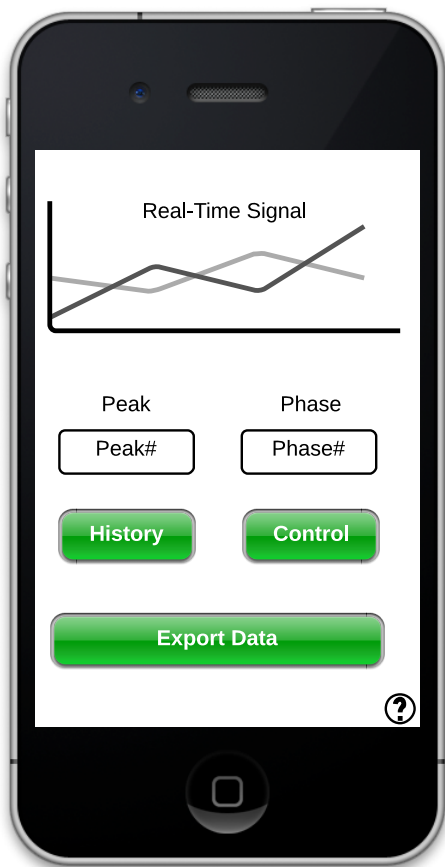 Real-Time Signal
Peak Phase
Peak# Phase#
History Control
Export Data
?